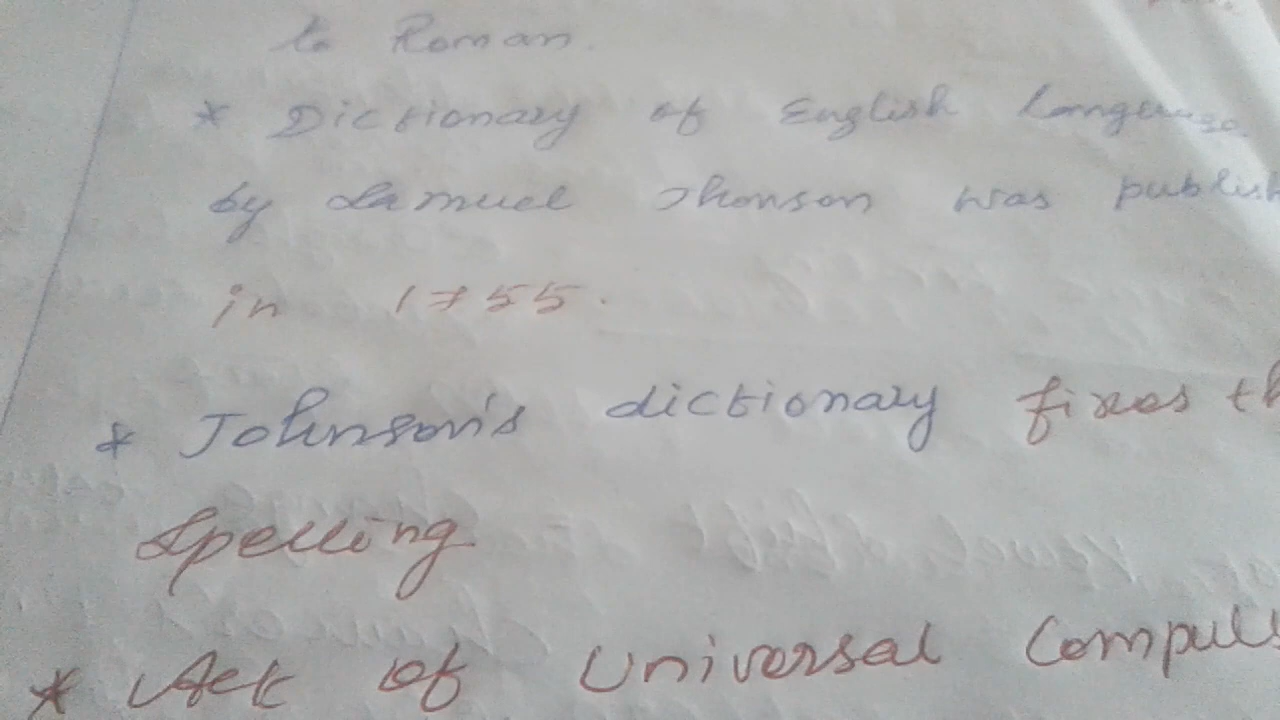 to Roman.
* Dictionary of English Language
by Samuel Jhonson was publish
in 1755.
* Johnson's dictionary fixes th
Spelling
* Act of Universal Compuls